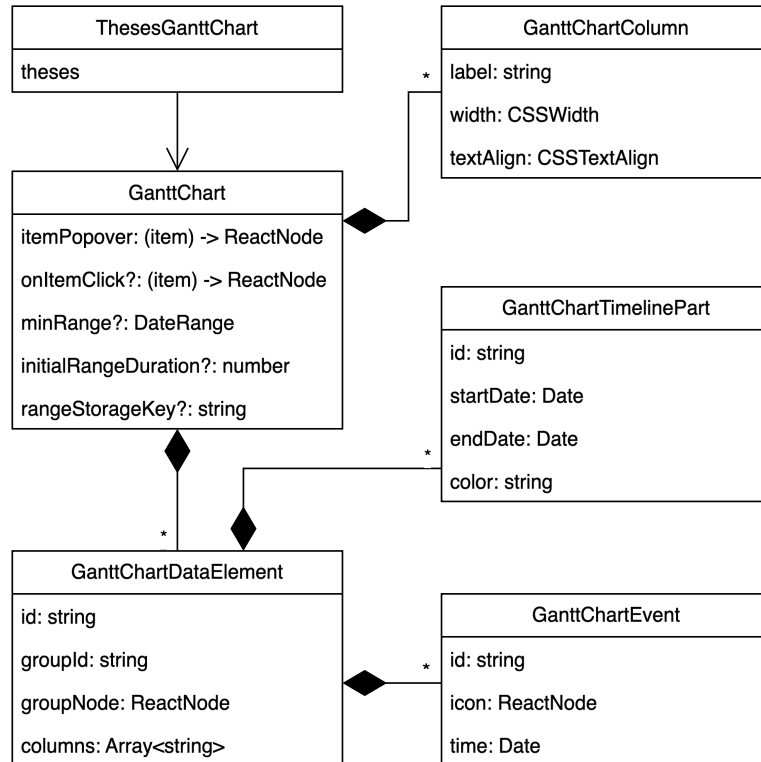 ThesesGanttChart
theses
GanttChartColumn
label: string
width: CSSWidth
textAlign: CSSTextAlign
*
GanttChart
itemPopover: (item) -> ReactNode
onItemClick?: (item) -> ReactNode
minRange?: DateRange
initialRangeDuration?: number
rangeStorageKey?: string
GanttChartTimelinePart
id: string
startDate: Date
endDate: Date
color: string
*
*
GanttChartDataElement
id: string
groupId: string
groupNode: ReactNode
columns: Array<string>
GanttChartEvent
id: string
icon: ReactNode
time: Date
*